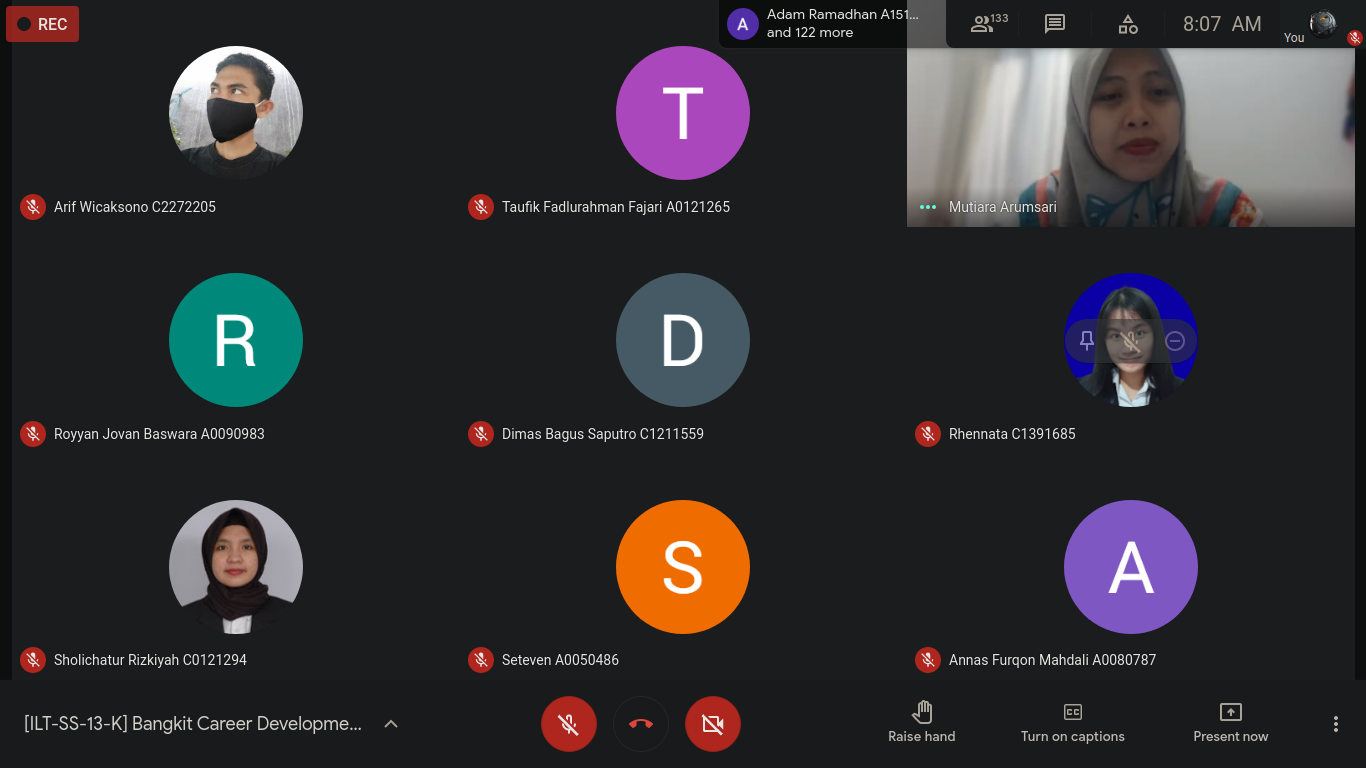 REC
A
Adam Ramadhan A151...
and 122 more
133
8:07 AM
You
T
Arif Wicaksono C2272205
Taufik Fadlurahman Fajari A0121265
Mutiara Arumsari
R
D
Royyan Jovan Baswara A0090983
Dimas Bagus Saputro C1211559
Rhennata C1391685
S
A
Sholichatur Rizkiyah C0121294
Seteven A0050486
Annas Furqon Mahdali A0080787
[ILT-SS-13-K] Bangkit Career Developme...
Raise hand
CC
Turn on captions
Present now